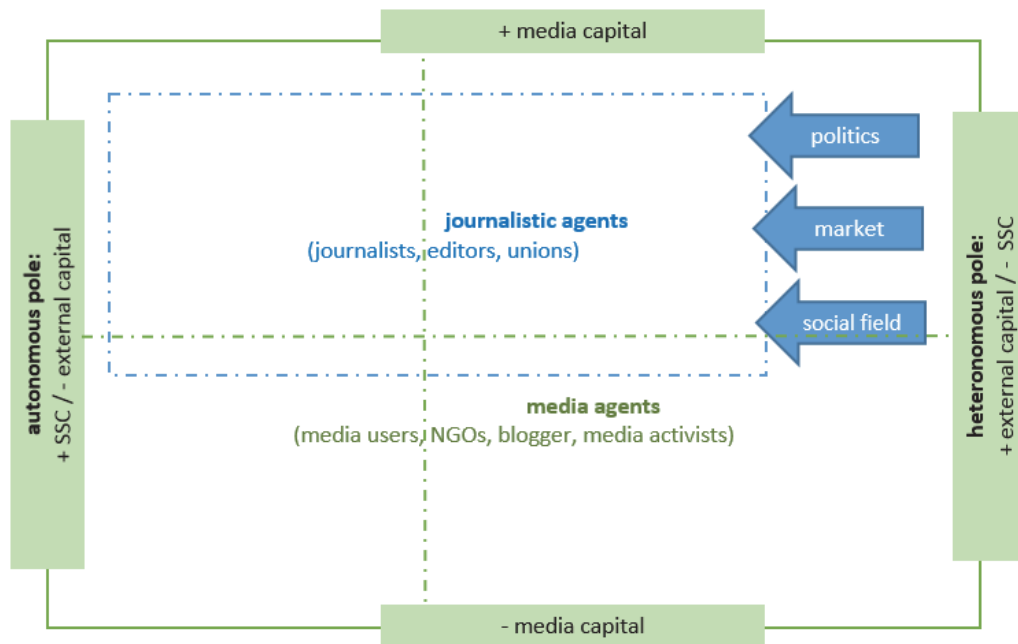 + media capital
politics
journalistic agents
(journalists, editors, unions)
market
social field
autonomous pole:
+ SSC / - external capital
heteronomous pole:
+ external capital / - SSC
media agents
(media users, NGOs, blogger, media activists)
- media capital